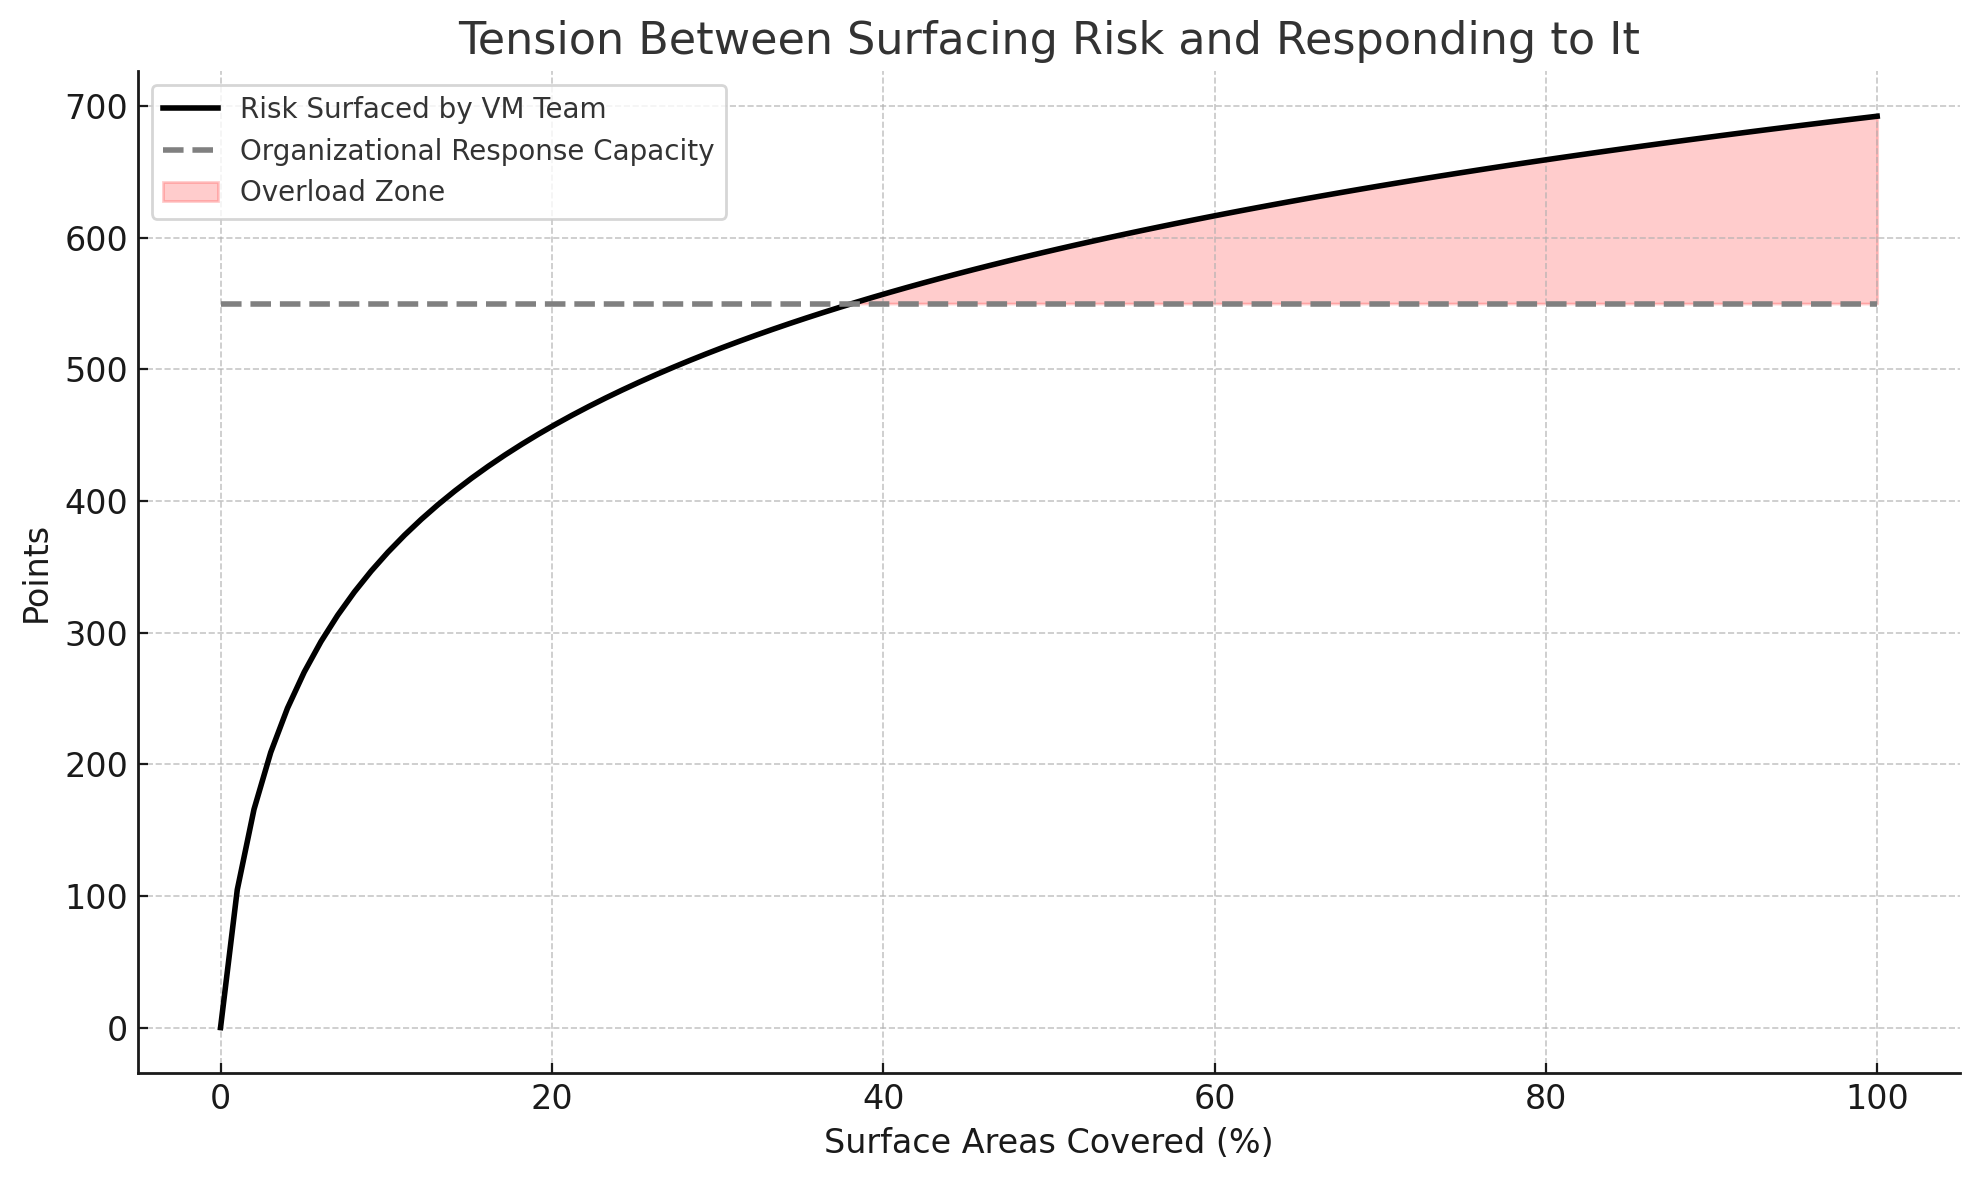 Tension Between Surfacing Risk and Responding to It
Risk Surfaced by VM Team
Organizational Response Capacity
Overload Zone
Points
700
600
500
400
300
200
100
0
0 20 40 60 80 100
Surface Areas Covered (%)